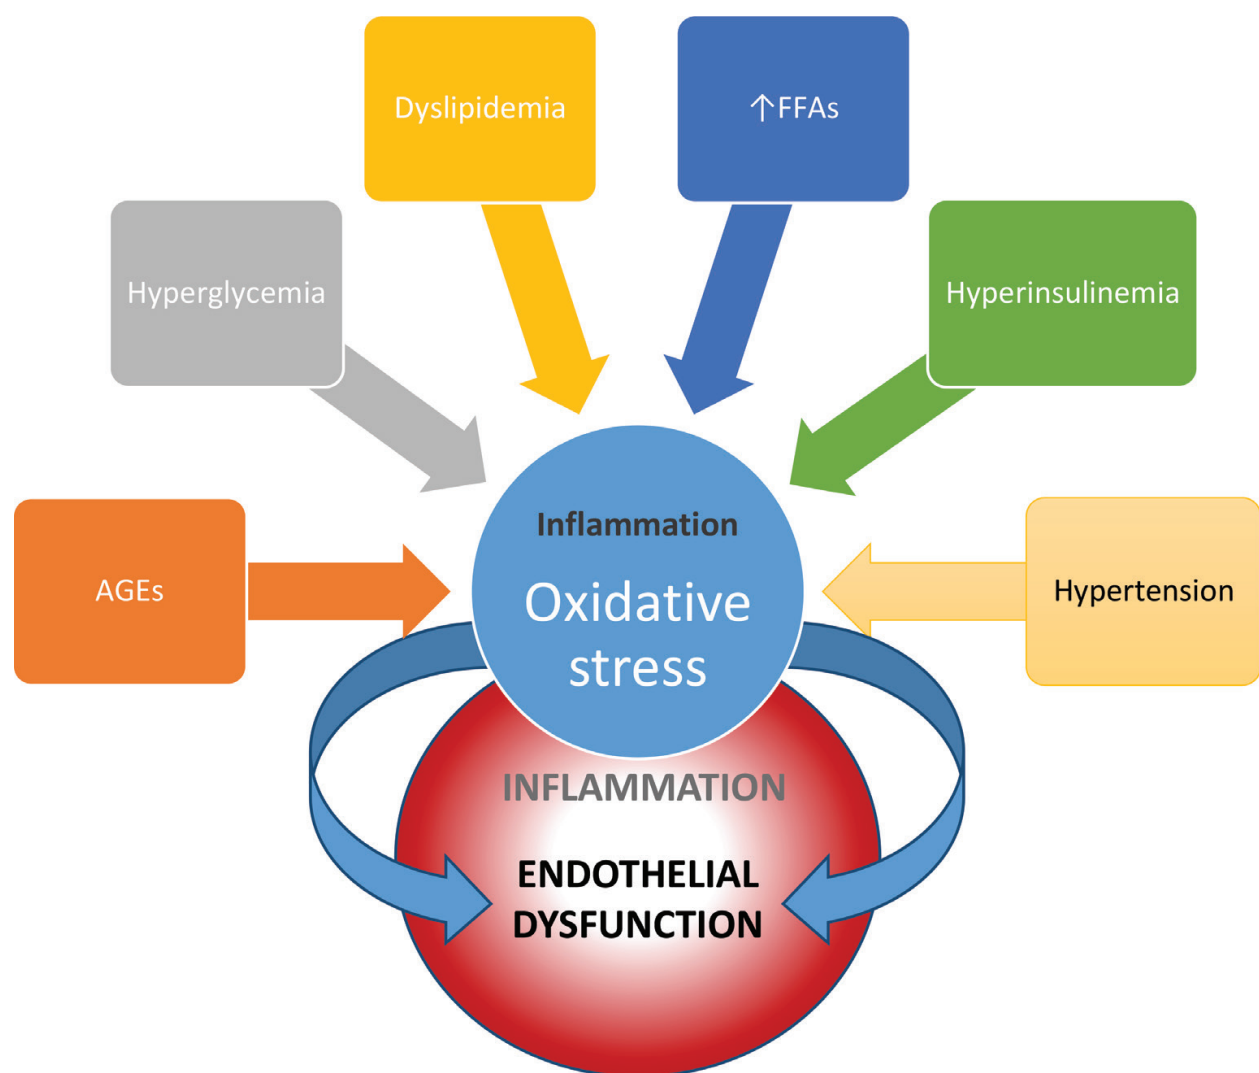 Dyslipidemia
↑FFAs
Hyperglycemia
Hyperinsulinemia
AGEs
Inflammation
Oxidative
stress
Hypertension
INFLAMMATION
ENDOTHELIAL
DYSFUNCTION